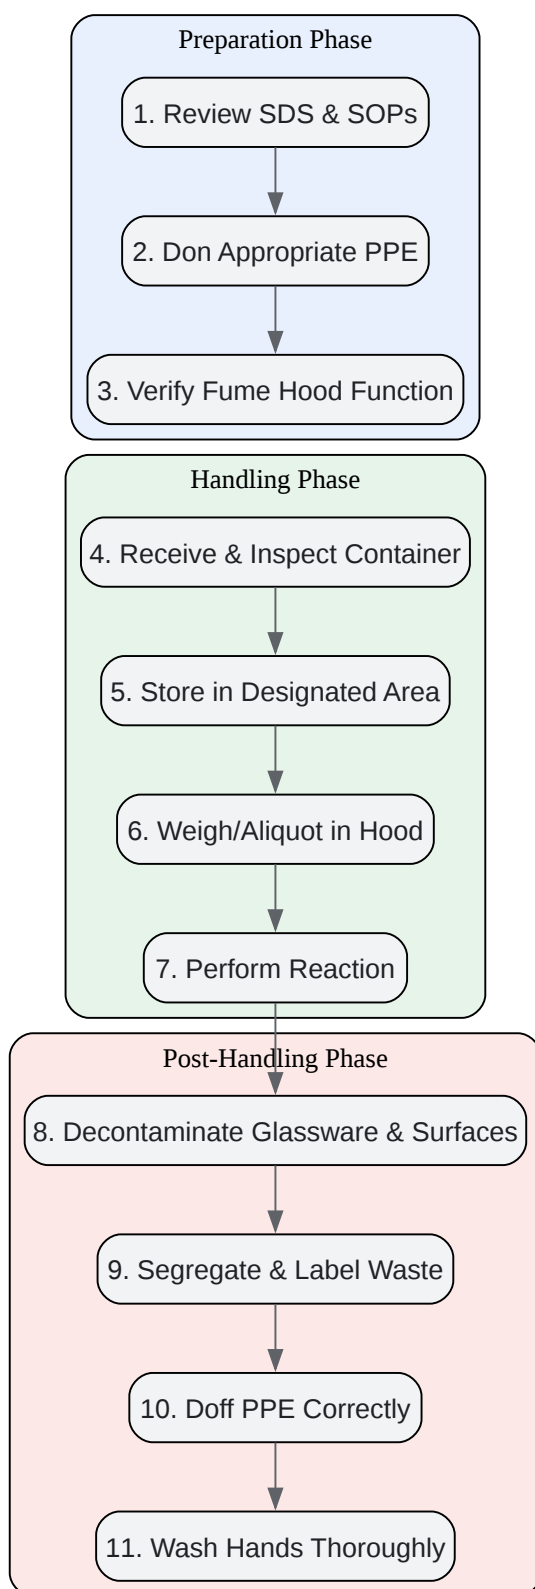 Preparation Phase
1. Review SDS & SOPs
2. Don Appropriate PPE
3. Verify Fume Hood Function
Handling Phase
4. Receive & Inspect Container
5. Store in Designated Area
6. Weigh/Aliquot in Hood
7. Perform Reaction
Post-Handling Phase
8. Decontaminate Glassware & Surfaces
9. Segregate & Label Waste
10. Doff PPE Correctly
11. Wash Hands Thoroughly